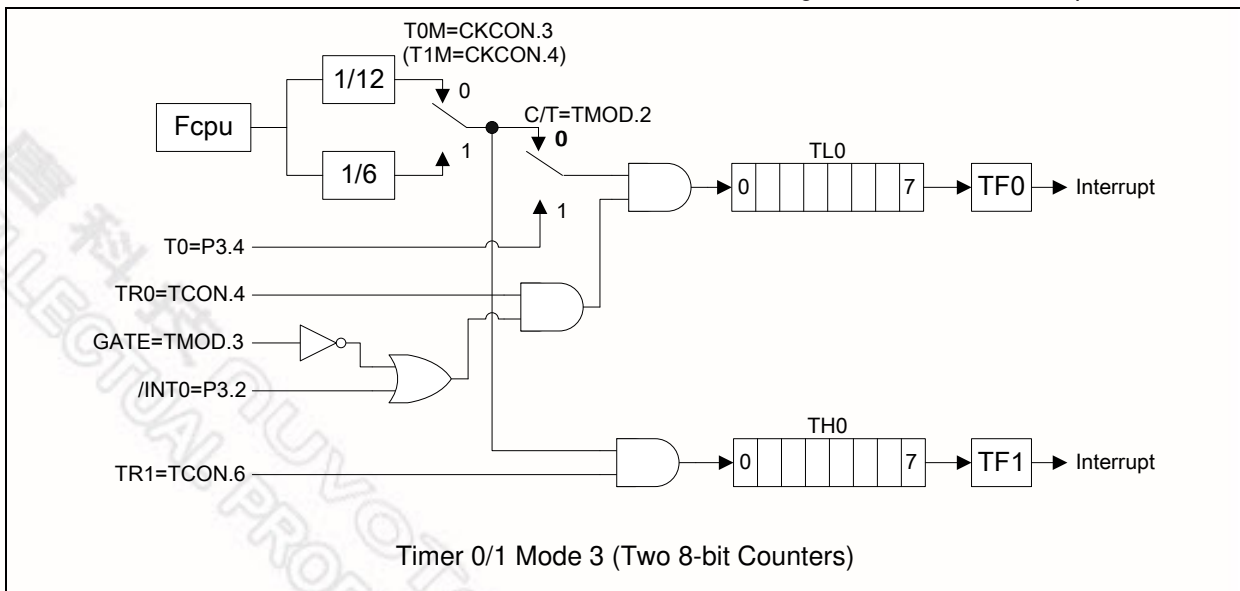 T0M=CKCON.3
(T1M=CKCON.4)
1/12
0
C/T=TMOD.2
Fcpu
0
1
TL0
1/6
0
7
TF0
Interrupt
1
T0=P3.4
TR0=TCON.4
GATE=TMOD.3
/INT0=P3.2
TH0
0
7
TF1
Interrupt
TR1=TCON.6
Timer 0/1 Mode 3 (Two 8-bit Counters)